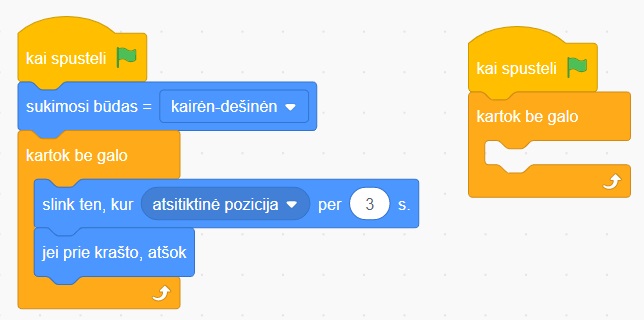 kai spusteli
sukimosi būdas = kairėn-dešinėn
kartok be galo
slink ten, kur atsitiktinė pozicija per 3 s.
jei prie krašto, atšok
kai spusteli
kartok be galo